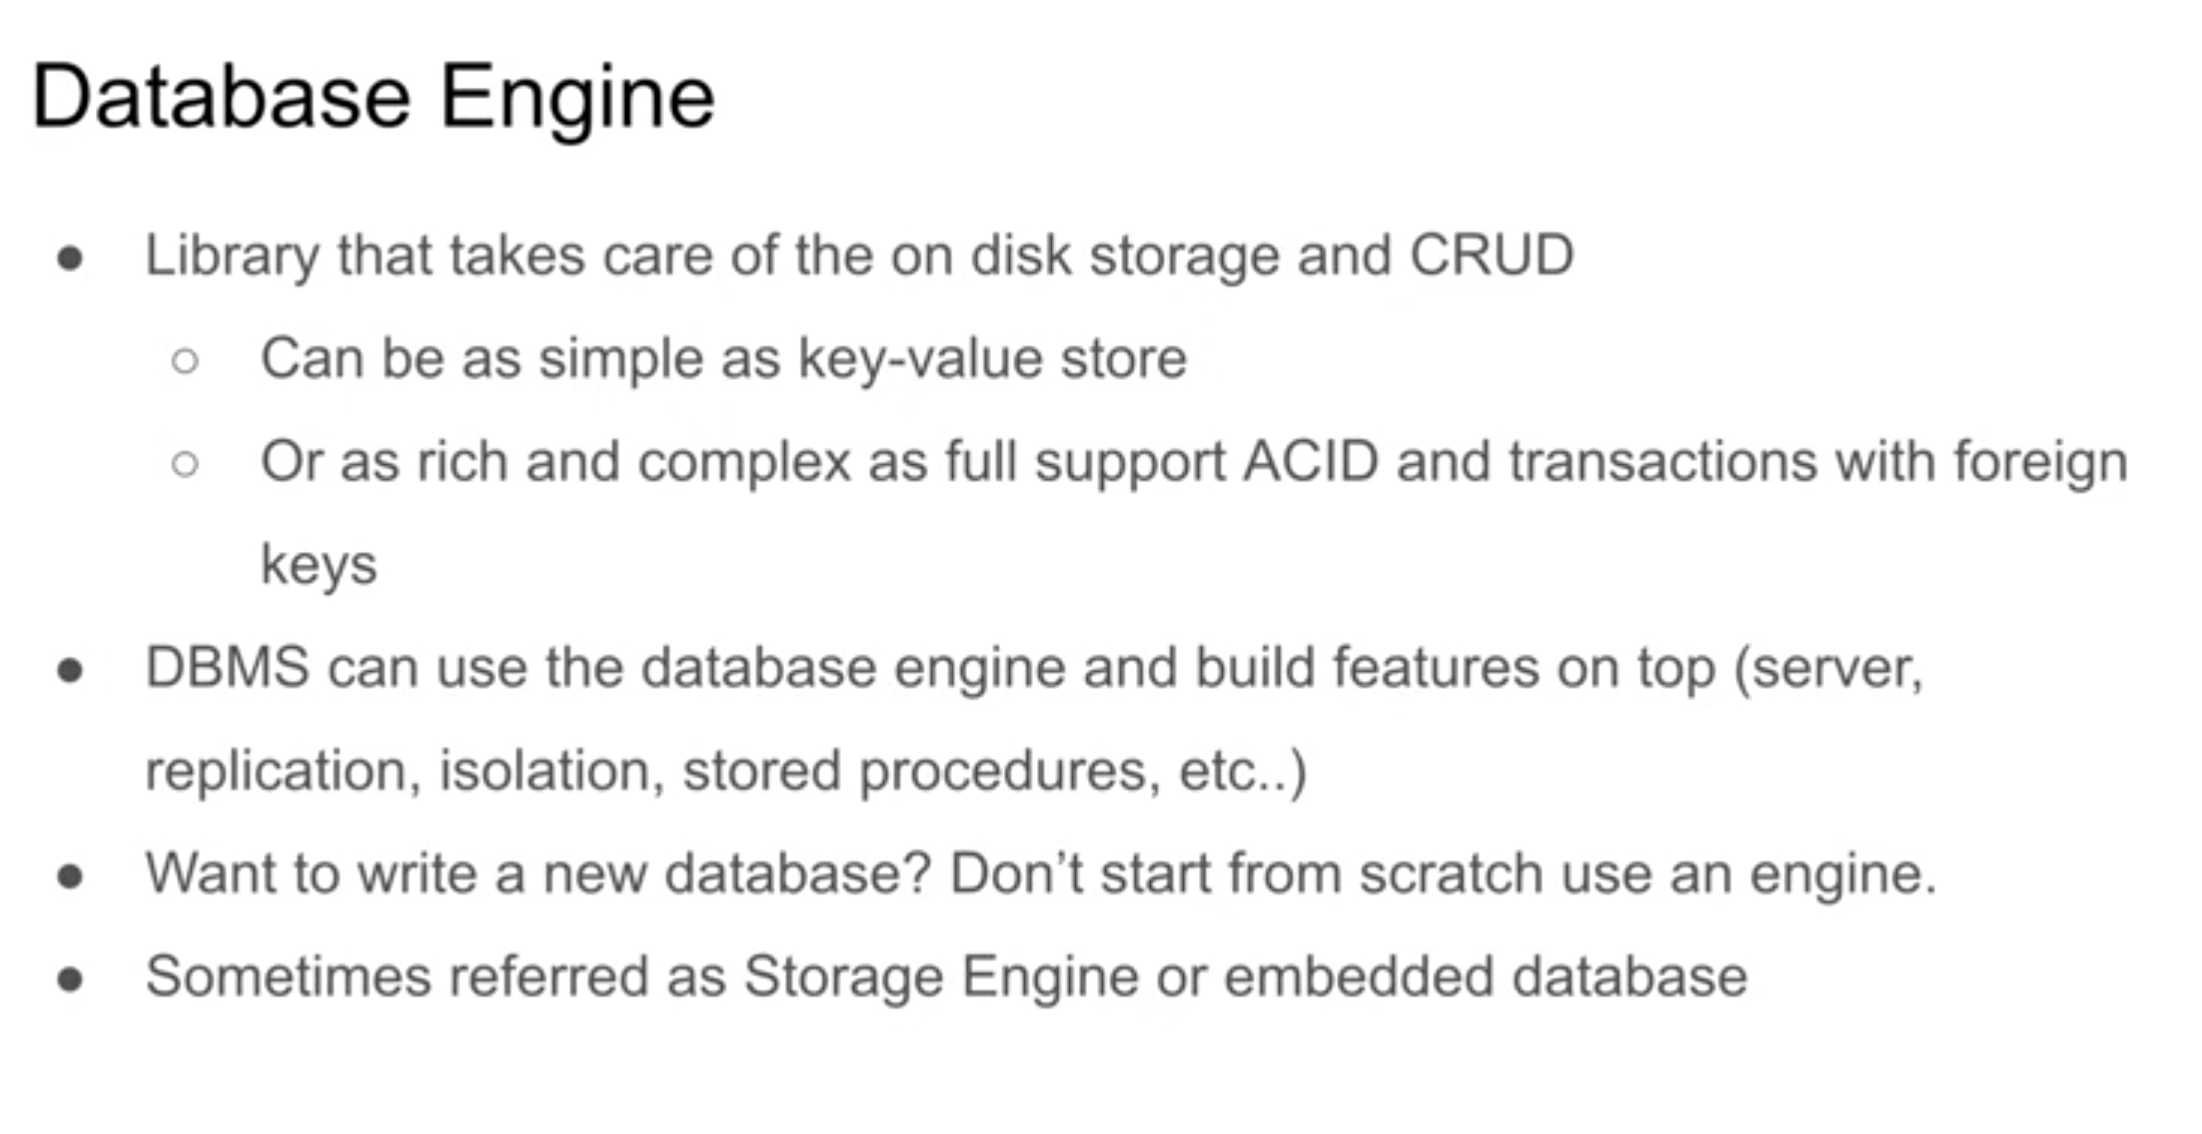 Database Engine
● Library that takes care of the on disk storage and CRUD
○ Can be as simple as key-value store
○ Or as rich and complex as full support ACID and transactions with foreign
keys
● DBMS can use the database engine and build features on top (server,
replication, isolation, stored procedures, etc..)
● Want to write a new database? Don’t start from scratch use an engine.
● Sometimes referred as Storage Engine or embedded database